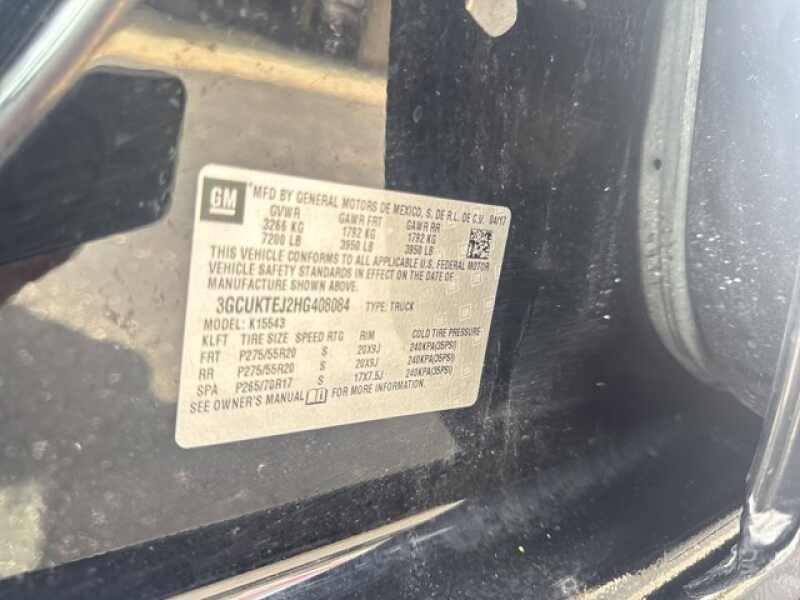 GM
MFD BY GENERAL MOTORS DE MEXICO, S. DE R.L. DE C.V. 04/17
GVWR GAWR FRT GAWR RR
3266 KG 1792 KG 1792 KG
7200 LB 3950 LB 3950 LB
THIS VEHICLE CONFORMS TO ALL APPLICABLE U.S. FEDERAL MOTOR
VEHICLE SAFETY STANDARDS IN EFFECT ON THE DATE OF
MANUFACTURE SHOWN ABOVE.
3GCUKTEJ2HG408084 TYPE: TRUCK
MODEL: K15543
KLFT TIRE SIZE SPEED RTG RIM COLD TIRE PRESSURE
FRT P275/55R20 S 20X9J 240KPA(35PSI)
RR P275/55R20 S 20X9J 240KPA(35PSI)
SPA P265/70R17 S 17X7.5J 240KPA(35PSI)
SEE OWNER'S MANUAL FOR MORE INFORMATION.